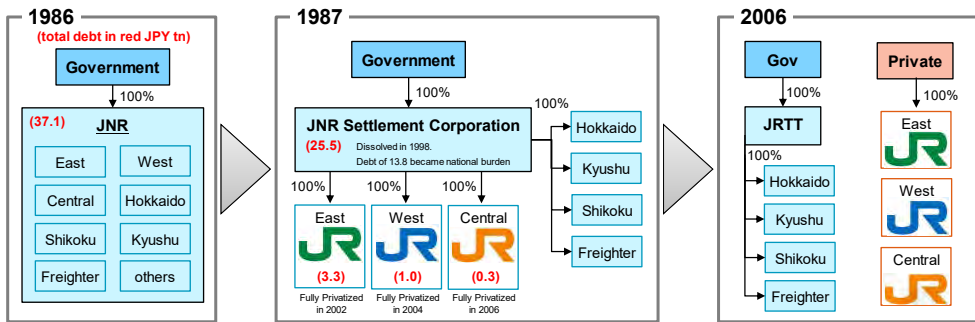 1986
(total debt in red JPY tn)
Government
100%
(37.1)
JNR
East
West
Central
Hokkaido
Shikoku
Kyushu
Freighter
others
1987
Government
100%
JNR Settlement Corporation
(25.5)
Dissolved in 1998.
Debt of 13.8 became national burden
100%
Hokkaido
Kyushu
Shikoku
Freighter
100%
100%
100%
East
JR
(3.3)
Fully Privatized
in 2002
West
JR
(1.0)
Fully Privatized
in 2004
Central
JR
(0.3)
Fully Privatized
in 2006
2006
Gov
100%
JRTT
100%
Hokkaido
Kyushu
Shikoku
Freighter
Private
100%
East
JR
West
JR
Central
JR